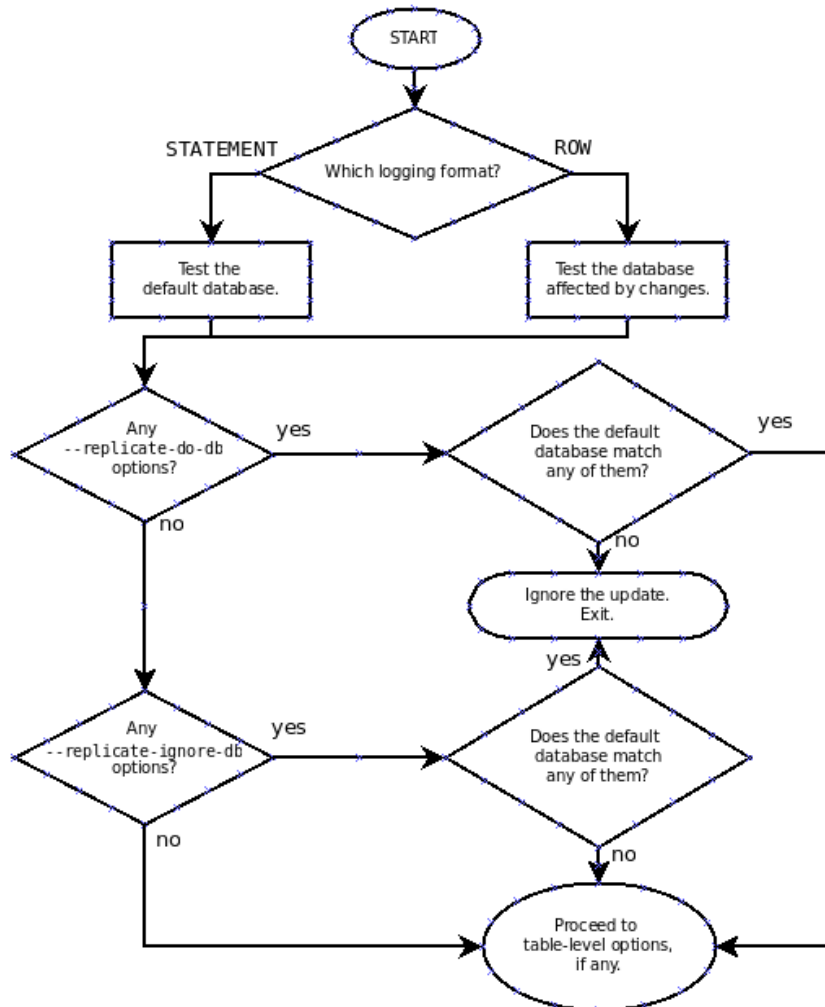 START
STATEMENT
ROW
Which logging format?
Test the
default database.
Test the database
affected by changes.
Any
--replicate-do-db
options?
yes
Does the default
database match
any of them?
yes
no
no
Ignore the update.
Exit.
yes
Any
--replicate-ignore-db
options?
yes
Does the default
database match
any of them?
no
no
Proceed to
table-level options,
if any.